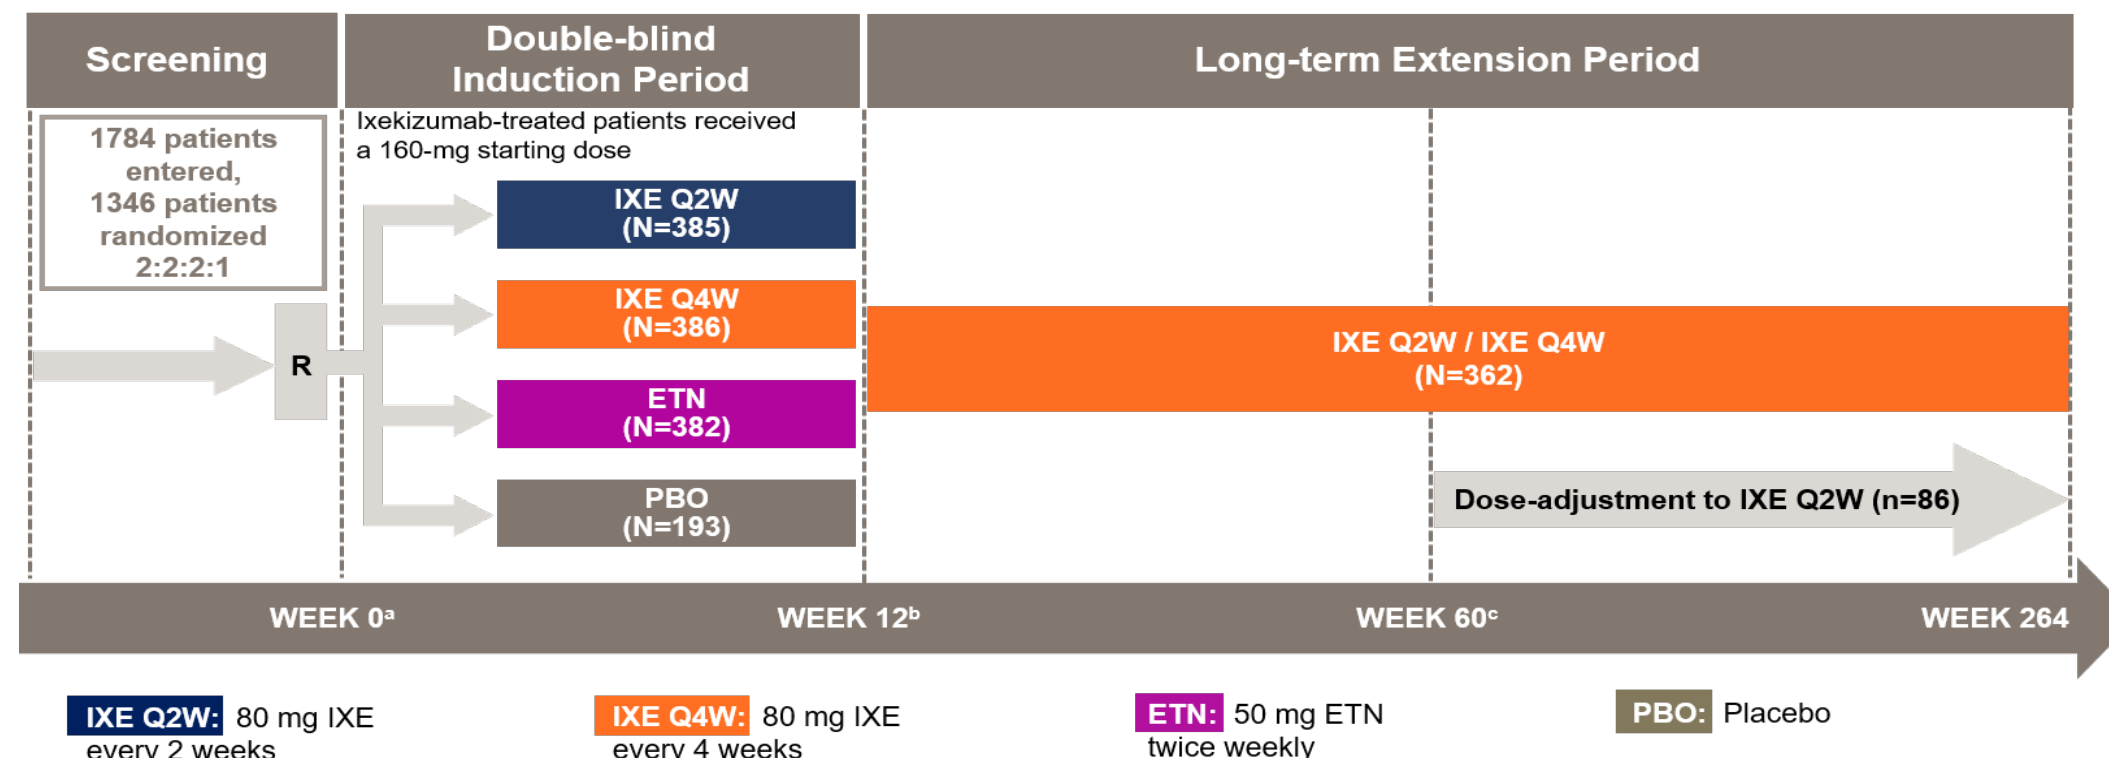 Screening
Double-blind
Induction Period
Long-term Extension Period
1784 patients
entered,
1346 patients
randomized
2:2:2:1
Ixekizumab-treated patients received
a 160-mg starting dose
R
IXE Q2W
(N=385)
IXE Q4W
(N=386)
ETN
(N=382)
PBO
(N=193)
IXE Q2W / IXE Q4W
(N=362)
Dose-adjustment to IXE Q2W (n=86)
WEEK 0ᵃ
WEEK 12ᵇ
WEEK 60ᶜ
WEEK 264
IXE Q2W: 80 mg IXE
every 2 weeks
IXE Q4W: 80 mg IXE
every 4 weeks
ETN: 50 mg ETN
twice weekly
PBO: Placebo